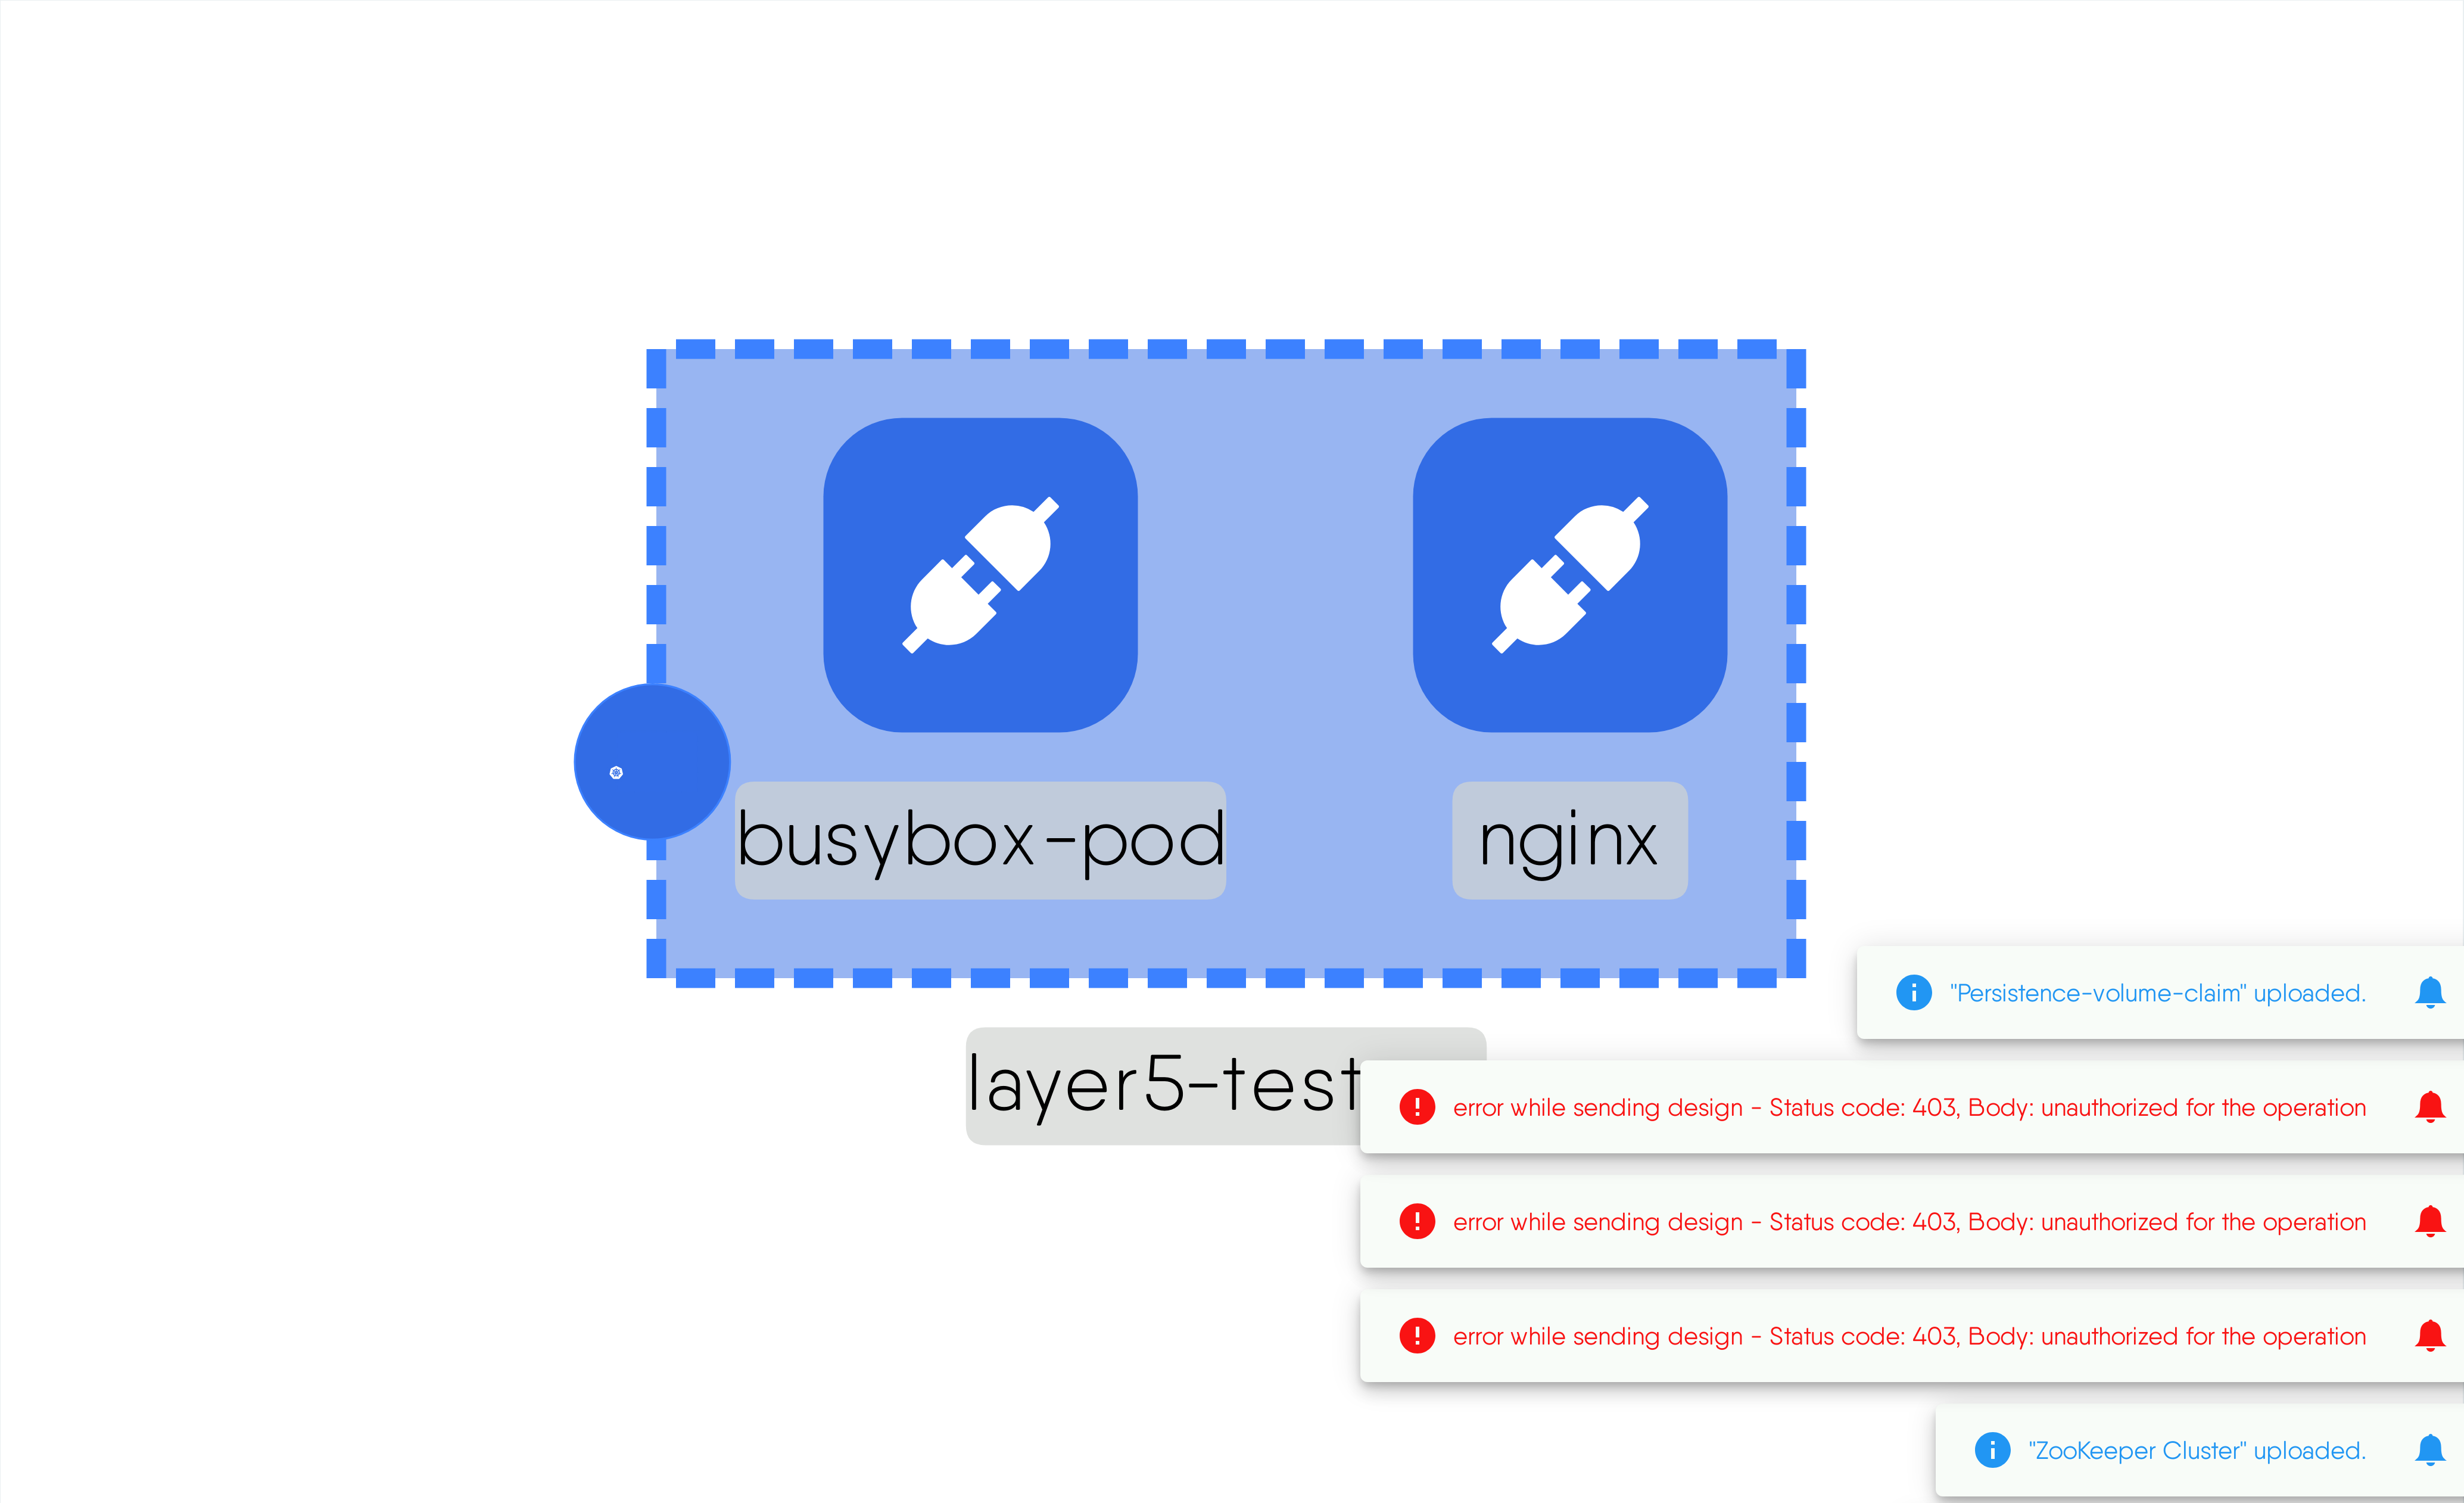 busybox-pod
nginx
"Persistence-volume-claim" uploaded.
layer5-test
error while sending design - Status code: 403, Body: unauthorized for the operation
error while sending design - Status code: 403, Body: unauthorized for the operation
error while sending design - Status code: 403, Body: unauthorized for the operation
"ZooKeeper Cluster" uploaded.